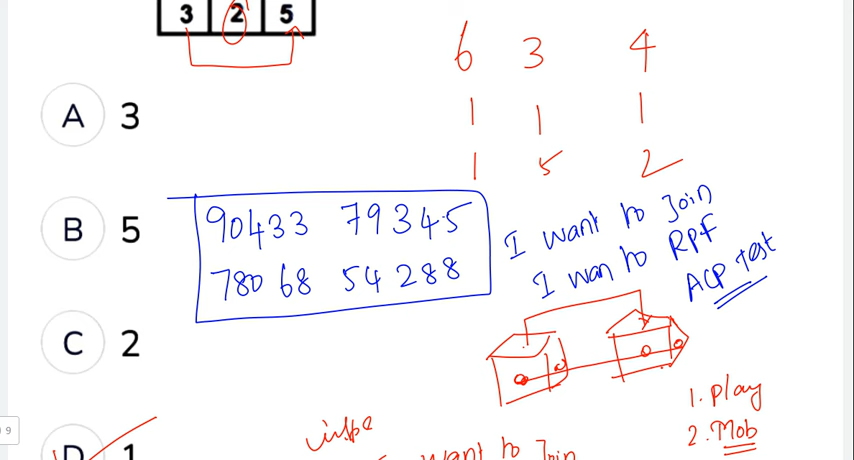 3 2 5
6 3 4
A 3
1 1 1
1 5 2
B 5
90433 79345
78068 54288
I want to Join
I wan to RPF
ACP Test
C 2
1. Play
2. Mob
9
D 1
want to Join